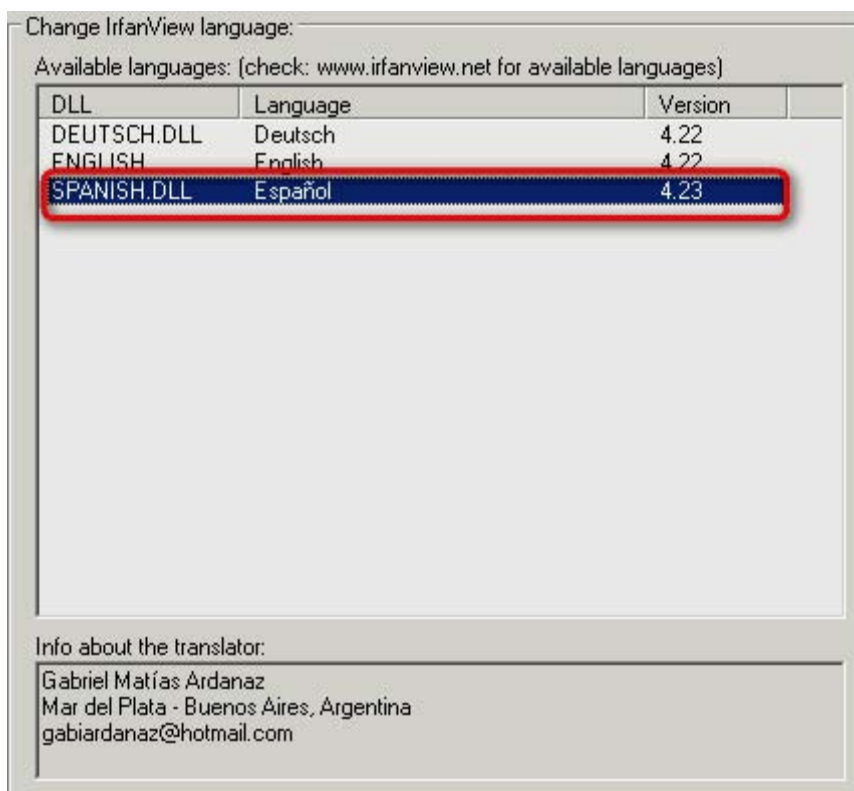 Change IrfanView language:
Available languages: (check: www.irfanview.net for available languages)
DLL Language Version
DEUTSCH.DLL Deutsch 4.22
ENGLISH English 4.22
SPANISH.DLL Español 4.23
Info about the translator:
Gabriel Matías Ardanaz
Mar del Plata - Buenos Aires, Argentina
gabiardanaz@hotmail.com